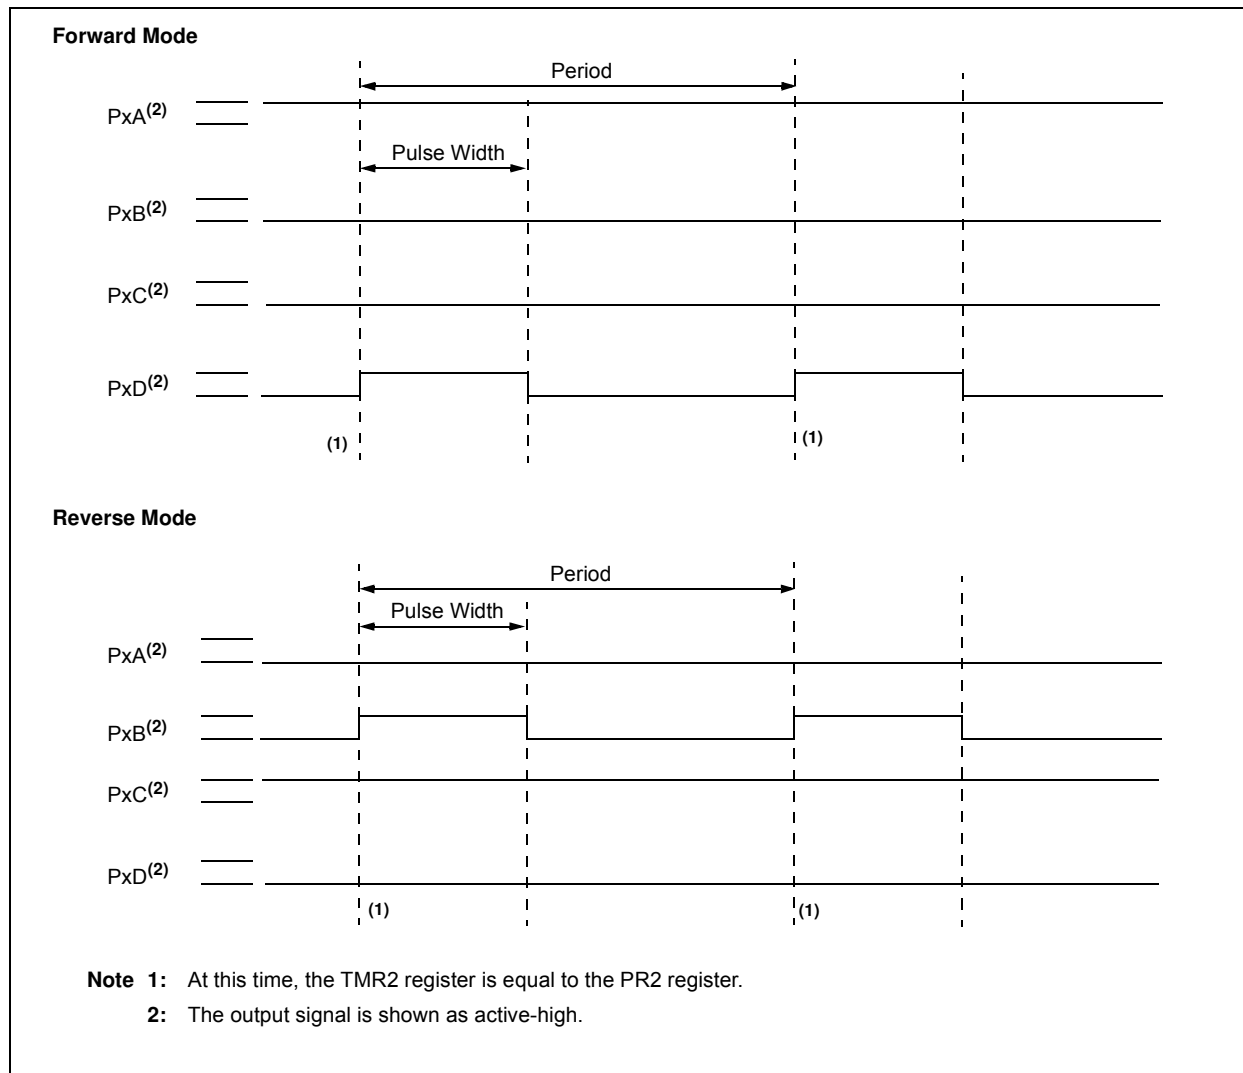 Forward Mode
Period
PxA(2)
Pulse Width
PxB(2)
PxC(2)
PxD(2)
(1)
(1)
Reverse Mode
Period
Pulse Width
PxA(2)
PxB(2)
PxC(2)
PxD(2)
(1)
(1)
Note 1: At this time, the TMR2 register is equal to the PR2 register.
2: The output signal is shown as active-high.